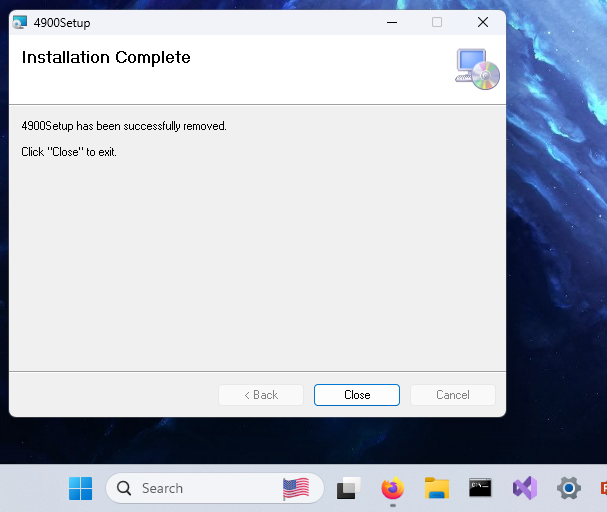 4900Setup
Installation Complete
4900Setup has been successfully removed.
Click "Close" to exit.
< Back
Close
Cancel
Search